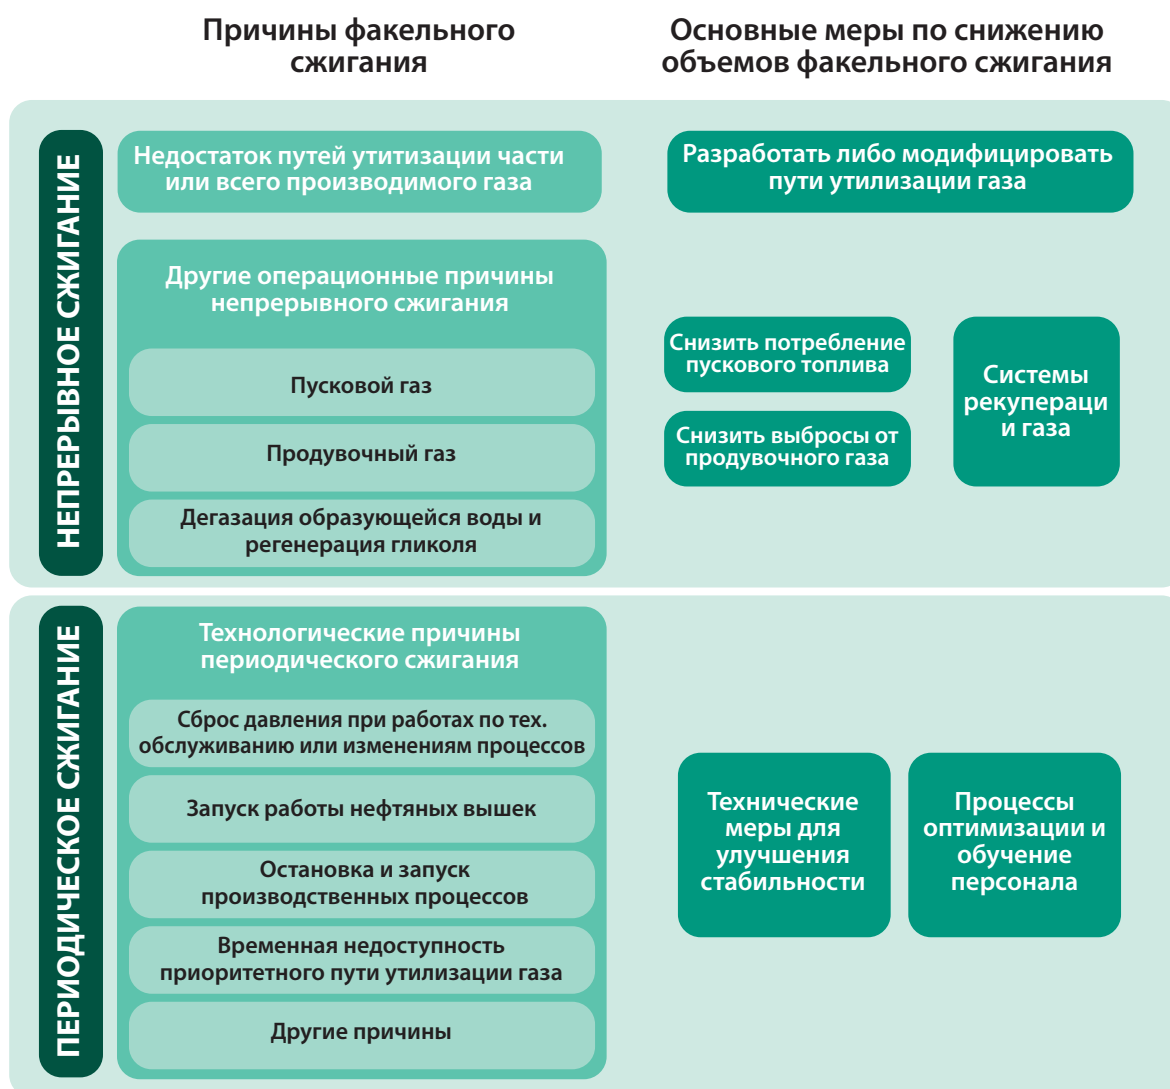 Причины факельного
сжигания
Основные меры по снижению
объемов факельного сжигания
НЕПРЕРЫВНОЕ СЖИГАНИЕ
Недостаток путей утитизации части
или всего производимого газа
Разработать либо модифицировать
пути утилизации газа
Другие операционные причины
непрерывного сжигания
Пусковой газ
Продувочный газ
Дегазация образующейся воды и
регенерация гликоля
Снизить потребление
пускового топлива
Снизить выбросы от
продувочного газа
Системы
рекупераци
и газа
ПЕРИОДИЧЕСКОЕ СЖИГАНИЕ
Технологические причины
периодического сжигания
Сброс давления при работах по тех.
обслуживанию или изменениям процессов
Запуск работы нефтяных вышек
Остановка и запуск
производственных процессов
Временная недоступность
приоритетного пути утилизации газа
Другие причины
Технические
меры для
улучшения
стабильности
Процессы
оптимизации и
обучение
персонала